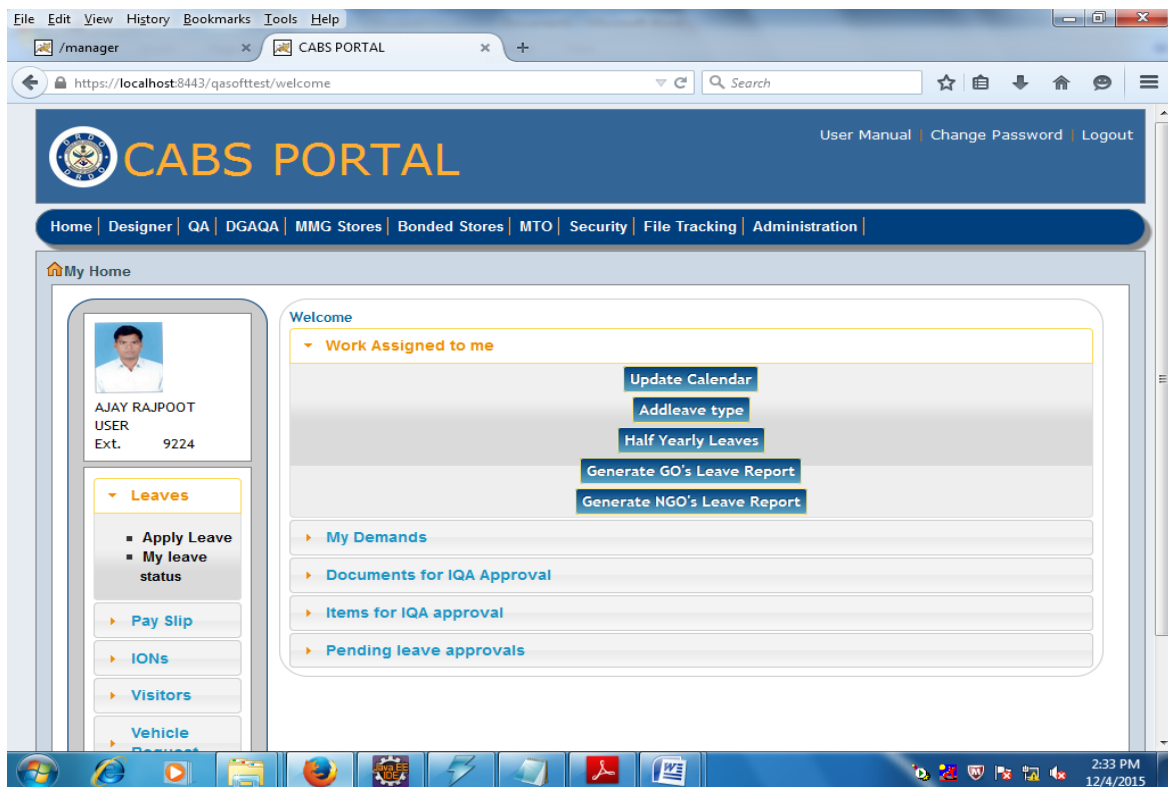 File Edit View History Bookmarks Tools Help
/manager × CABS PORTAL × +
https://localhost:8443/qasofttest/welcome Search
CABS PORTAL
User Manual | Change Password | Logout
Home | Designer | QA | DGAQA | MMG Stores | Bonded Stores | MTO | Security | File Tracking | Administration |
My Home
AJAY RAJPOOT
USER
Ext. 9224
Leaves
Apply Leave
My leave
status
Pay Slip
IONs
Visitors
Vehicle
Request
Welcome
Work Assigned to me
Update Calendar
Addleave type
Half Yearly Leaves
Generate GO's Leave Report
Generate NGO's Leave Report
My Demands
Documents for IQA Approval
Items for IQA approval
Pending leave approvals
Java EE
IDE
2:33 PM
12/4/2015